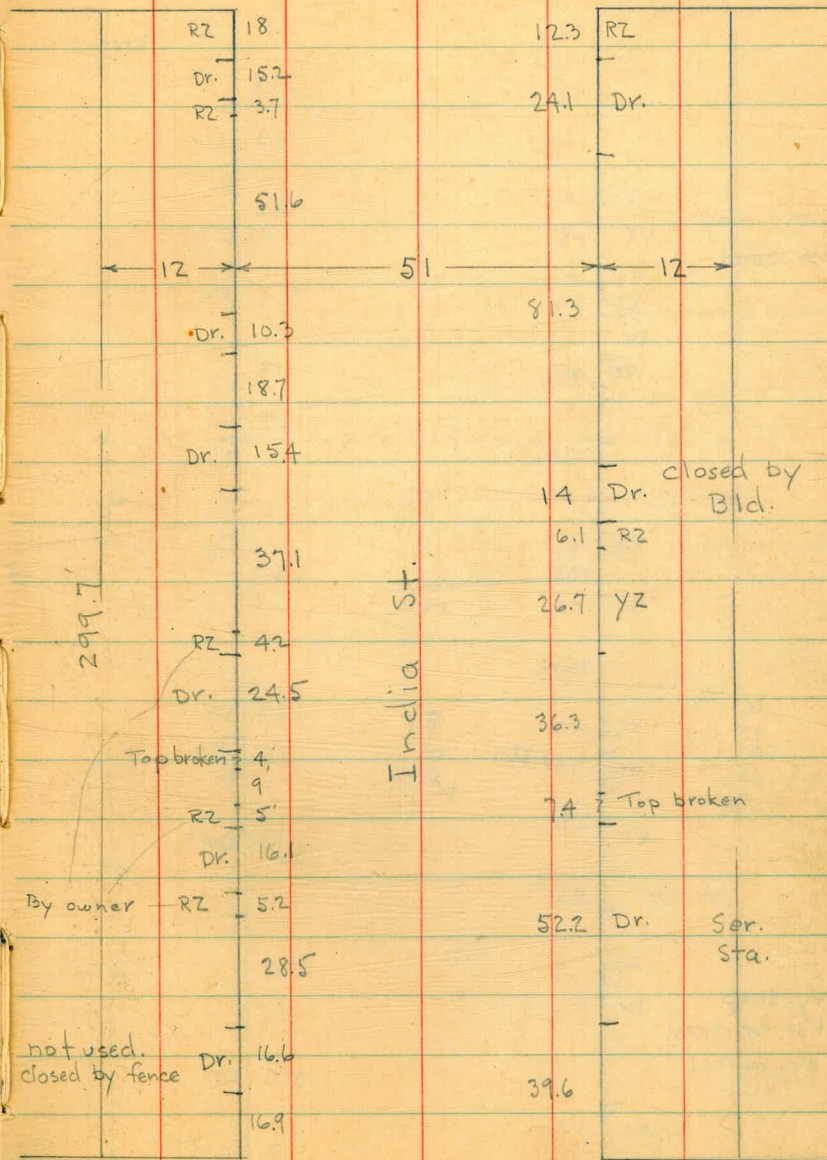 RZ 18 12.3 RZ
Dr. 15.2
RZ 3.7 24.1 Dr.
51.6
12 51 12
81.3
Dr. 10.3
18.7
Dr. 15.4
closed by
14 Dr. Bld.
6.1 RZ
37.1
299.7'
India St.
26.7 YZ
RZ 4.2
Dr. 24.5
36.3
Top broken 4'
9
7.4 Top broken
RZ 5'
Dr. 16.1
By owner RZ 5.2
52.2 Dr. Ser.
Sta.
28.5
not used.
closed by fence Dr. 16.6
39.6
16.9